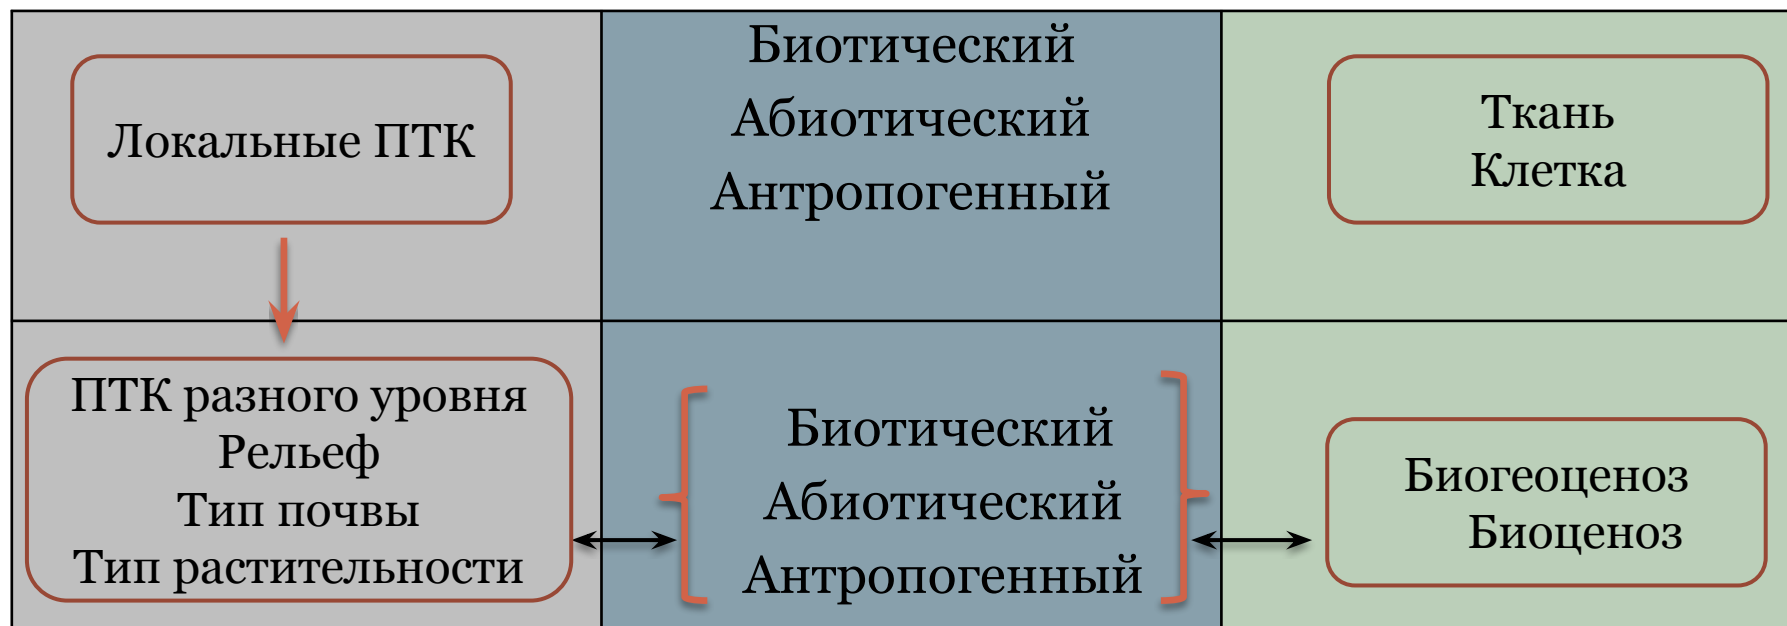 Локальные ПТК
Биотический
Абиотический
Антропогенный
Ткань
Клетка
ПТК разного уровня
Рельеф
Тип почвы
Тип растительности
Биотический
Абиотический
Антропогенный
Биогеоценоз
Биоценоз